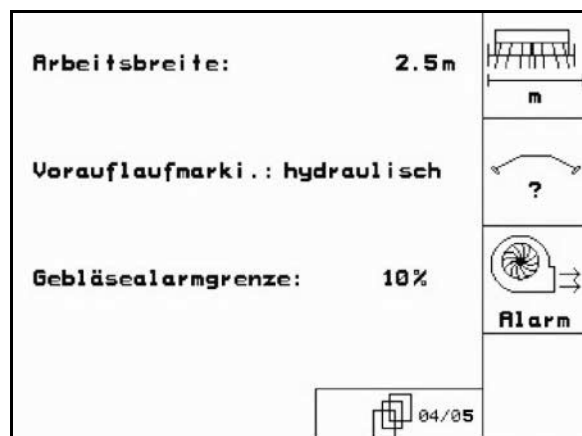 Arbeitsbreite: 2.5m
m
Vorauflaufmarki.: hydraulisch
?
Gebläsealarmgrenze: 10%
Alarm
04/05